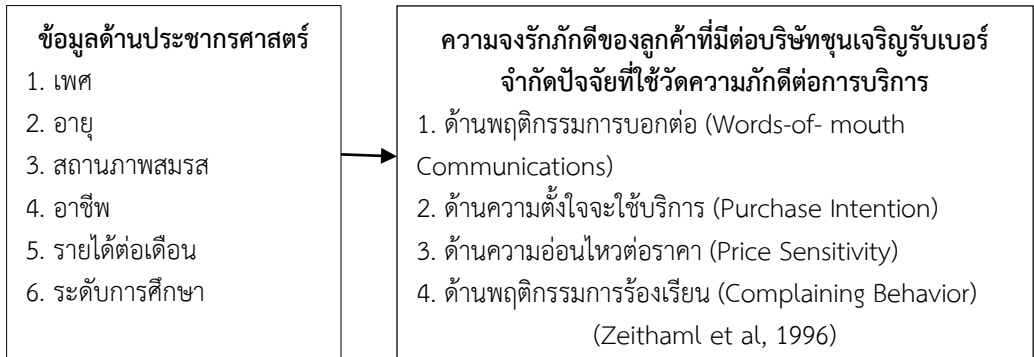 ข้อมูลด้านประชากรศาสตร์
1. เพศ
2. อายุ
3. สถานภาพสมรส
4. อาชีพ
5. รายได้ต่อเดือน
6. ระดับการศึกษา
ความจงรักภักดีของลูกค้าที่มีต่อบริษัทชุนเจริญรับเบอร์
จำกัดปัจจัยที่ใช้วัดความภักดีต่อการบริการ
1. ด้านพฤติกรรมการบอกต่อ (Words-of- mouth
Communications)
2. ด้านความตั้งใจจะใช้บริการ (Purchase Intention)
3. ด้านความอ่อนไหวต่อราคา (Price Sensitivity)
4. ด้านพฤติกรรมการร้องเรียน (Complaining Behavior)
(Zeithaml et al, 1996)